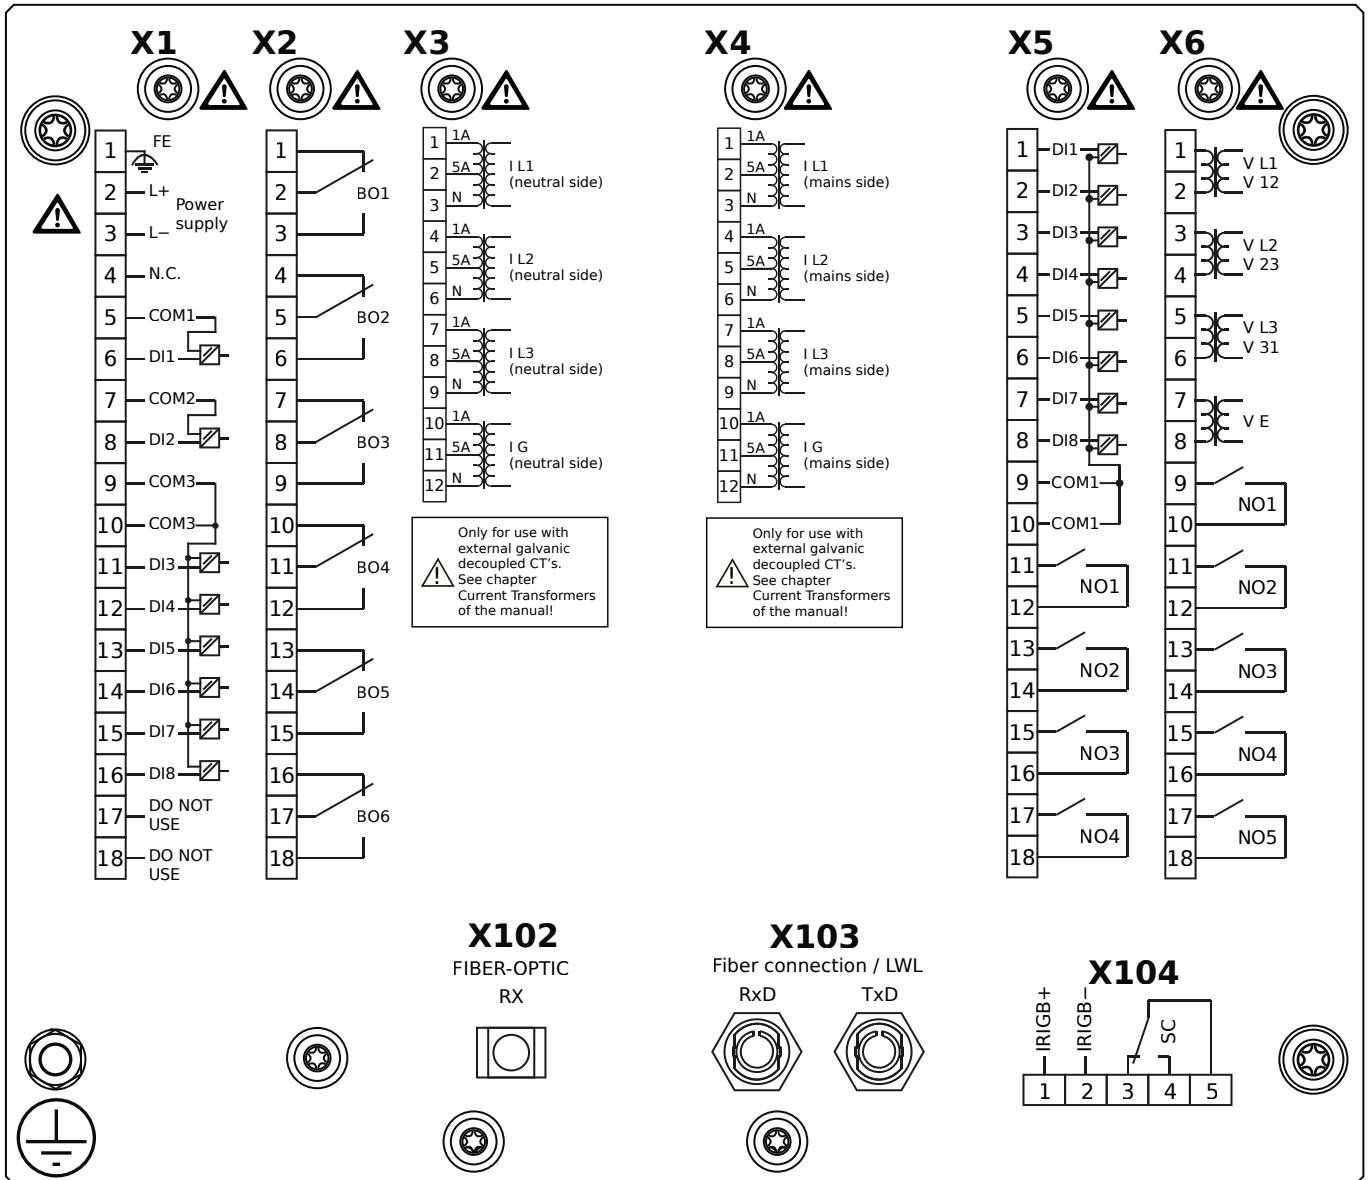 X1
X2
X3
X4
X5
X6
1
FE
2
L+
Power
supply
3
L−
4
N.C.
5
COM1
6
DI1
7
COM2
8
DI2
9
COM3
10
COM3
11
DI3
12
DI4
13
DI5
14
DI6
15
DI7
16
DI8
17
DO NOT
USE
18
DO NOT
USE
1
2
BO1
3
4
5
BO2
6
7
8
BO3
9
10
11
BO4
12
13
14
BO5
15
16
17
BO6
18
1
1A
2
5A
I L1
(neutral side)
3
N
4
1A
5
5A
I L2
(neutral side)
6
N
7
1A
8
5A
I L3
(neutral side)
9
N
10
1A
11
5A
I G
(neutral side)
12
N
Only for use with
external galvanic
decoupled CT's.
See chapter
Current Transformers
of the manual!
1
1A
2
5A
I L1
(mains side)
3
N
4
1A
5
5A
I L2
(mains side)
6
N
7
1A
8
5A
I L3
(mains side)
9
N
10
1A
11
5A
I G
(mains side)
12
N
Only for use with
external galvanic
decoupled CT's.
See chapter
Current Transformers
of the manual!
1
DI1
2
DI2
3
DI3
4
DI4
5
DI5
6
DI6
7
DI7
8
DI8
9
COM1
10
COM1
11
NO1
12
13
NO2
14
15
NO3
16
17
NO4
18
1
V L1
V 12
2
3
V L2
V 23
4
5
V L3
V 31
6
7
V E
8
9
NO1
10
11
NO2
12
13
NO3
14
15
NO4
16
17
NO5
18
X102
FIBER-OPTIC
RX
X103
Fiber connection / LWL
RxD
TxD
X104
IRIGB+
IRIGB−
SC
1
2
3
4
5